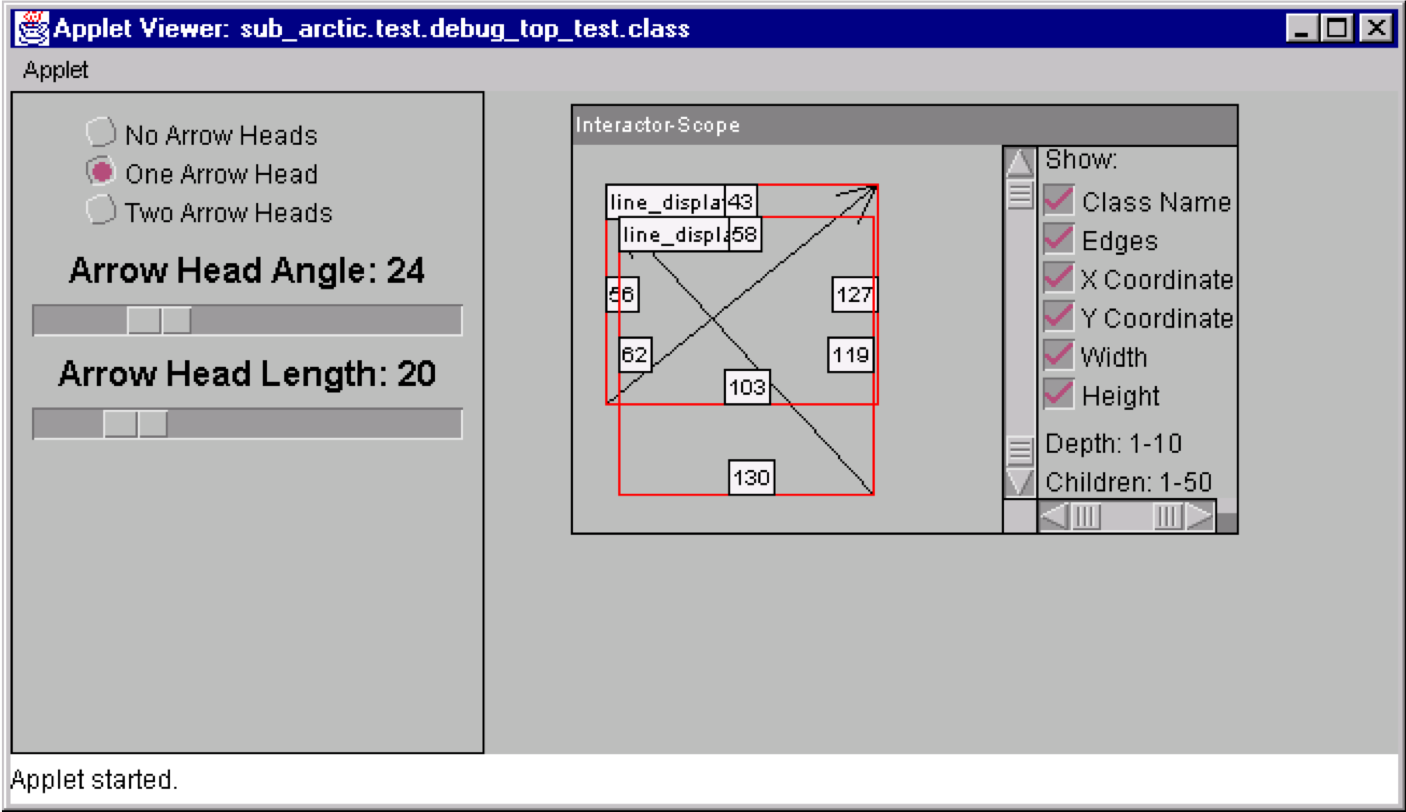 Applet Viewer: sub_arctic.test.debug_top_test.class
Applet
No Arrow Heads
One Arrow Head
Two Arrow Heads
Arrow Head Angle: 24
Arrow Head Length: 20
Interactor-Scope
line_displa 43
line_displa 58
56 127
62 119
103
130
Show:
Class Name
Edges
X Coordinate
Y Coordinate
Width
Height
Depth: 1-10
Children: 1-50
Applet started.